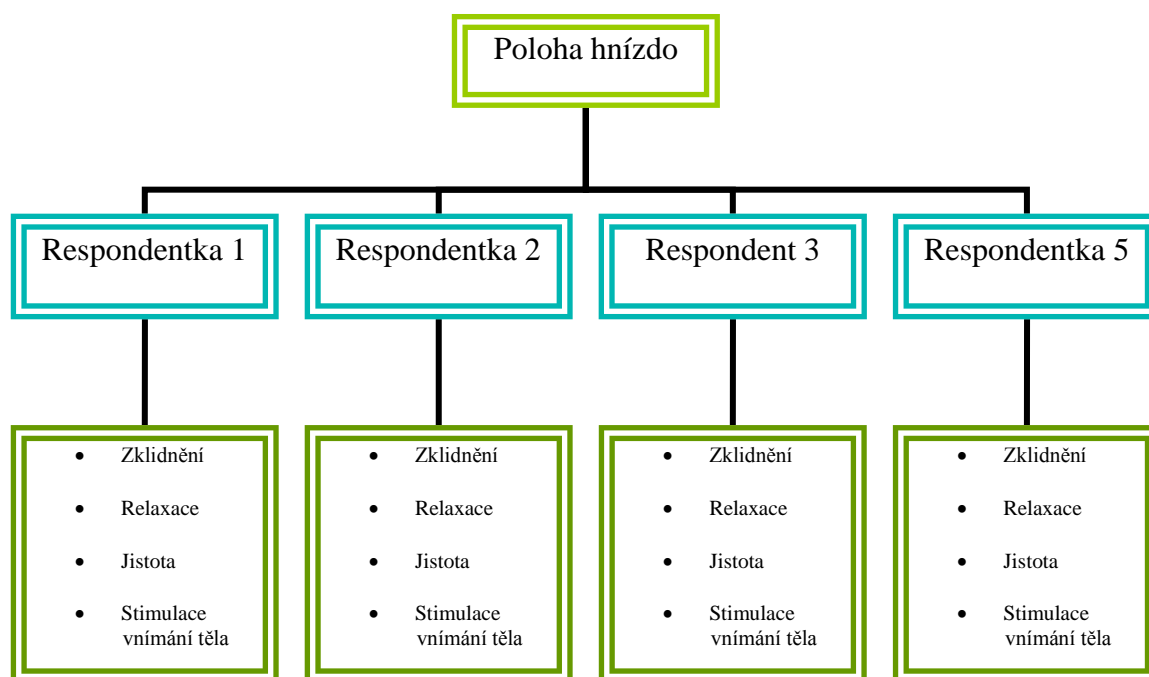 Poloha hnízdo
Respondentka 1
Respondentka 2
Respondent 3
Respondentka 5
• Zklidnění
• Relaxace
• Jistota
• Stimulace
vnímání těla
• Zklidnění
• Relaxace
• Jistota
• Stimulace
vnímání těla
• Zklidnění
• Relaxace
• Jistota
• Stimulace
vnímání těla
• Zklidnění
• Relaxace
• Jistota
• Stimulace
vnímání těla